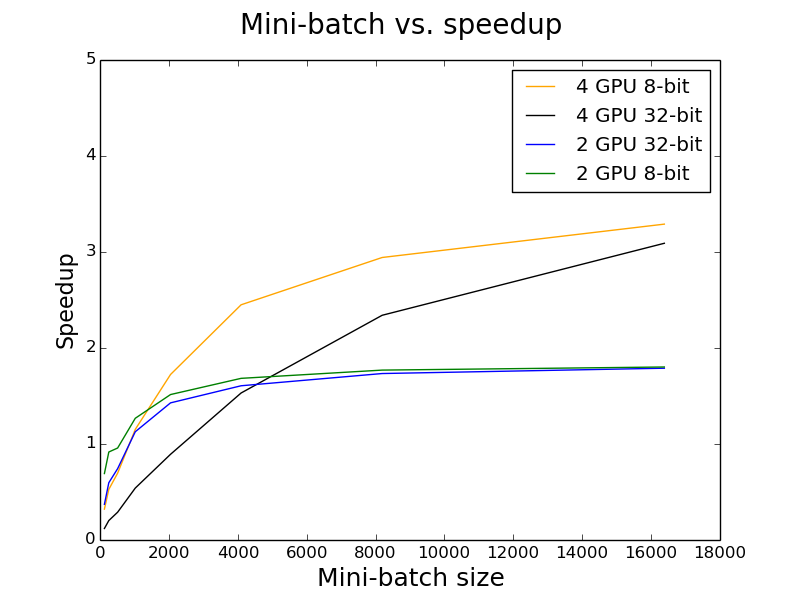 Mini-batch vs. speedup
5
4
3
2
1
0
Speedup
4 GPU 8-bit
4 GPU 32-bit
2 GPU 32-bit
2 GPU 8-bit
0 2000 4000 6000 8000 10000 12000 14000 16000 18000
Mini-batch size